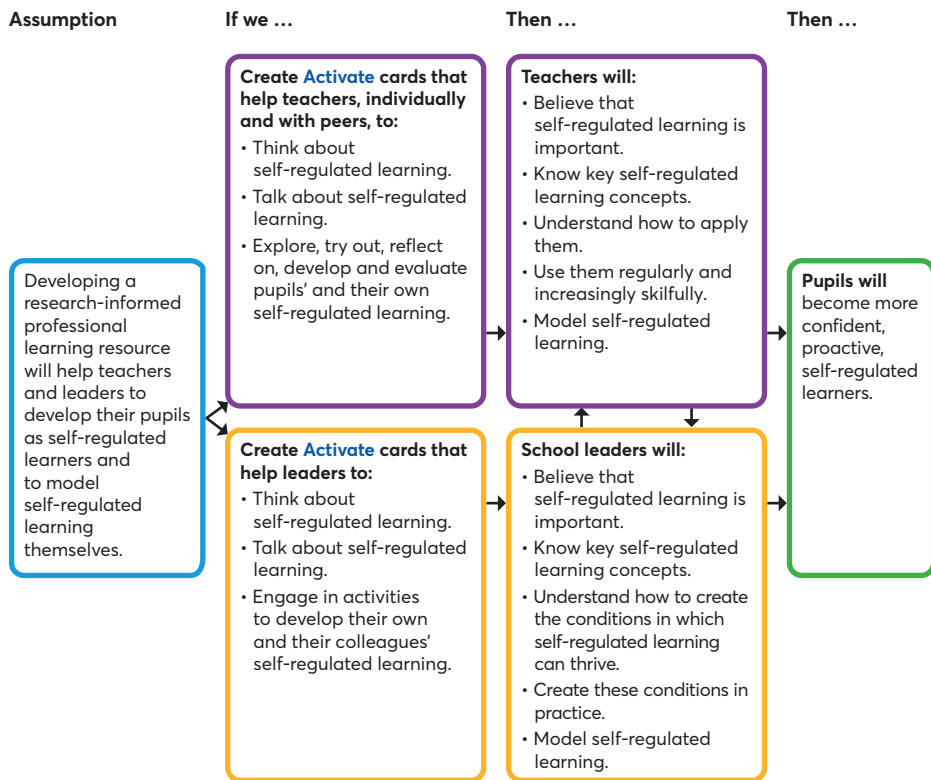 Assumption
If we …
Then …
Then …
Developing a
research-informed
professional
learning resource
will help teachers
and leaders to
develop their pupils
as self-regulated
learners and
to model
self-regulated
learning
themselves.
Create Activate cards that
help teachers, individually
and with peers, to:
· Think about
self-regulated learning.
· Talk about self-regulated
learning.
· Explore, try out, reflect
on, develop and evaluate
pupils’ and their own
self-regulated learning.
Create Activate cards that
help leaders to:
· Think about
self-regulated learning.
· Talk about self-regulated
learning.
· Engage in activities
to develop their own
and their colleagues’
self-regulated learning.
Teachers will:
· Believe that
self-regulated learning is
important.
· Know key self-regulated
learning concepts.
· Understand how to apply
them.
· Use them regularly and
increasingly skilfully.
· Model self-regulated
learning.
School leaders will:
· Believe that
self-regulated learning is
important.
· Know key self-regulated
learning concepts.
· Understand how to create
the conditions in which
self-regulated learning
can thrive.
· Create these conditions in
practice.
· Model self-regulated
learning.
Pupils will
become more
confident,
proactive,
self-regulated
learners.